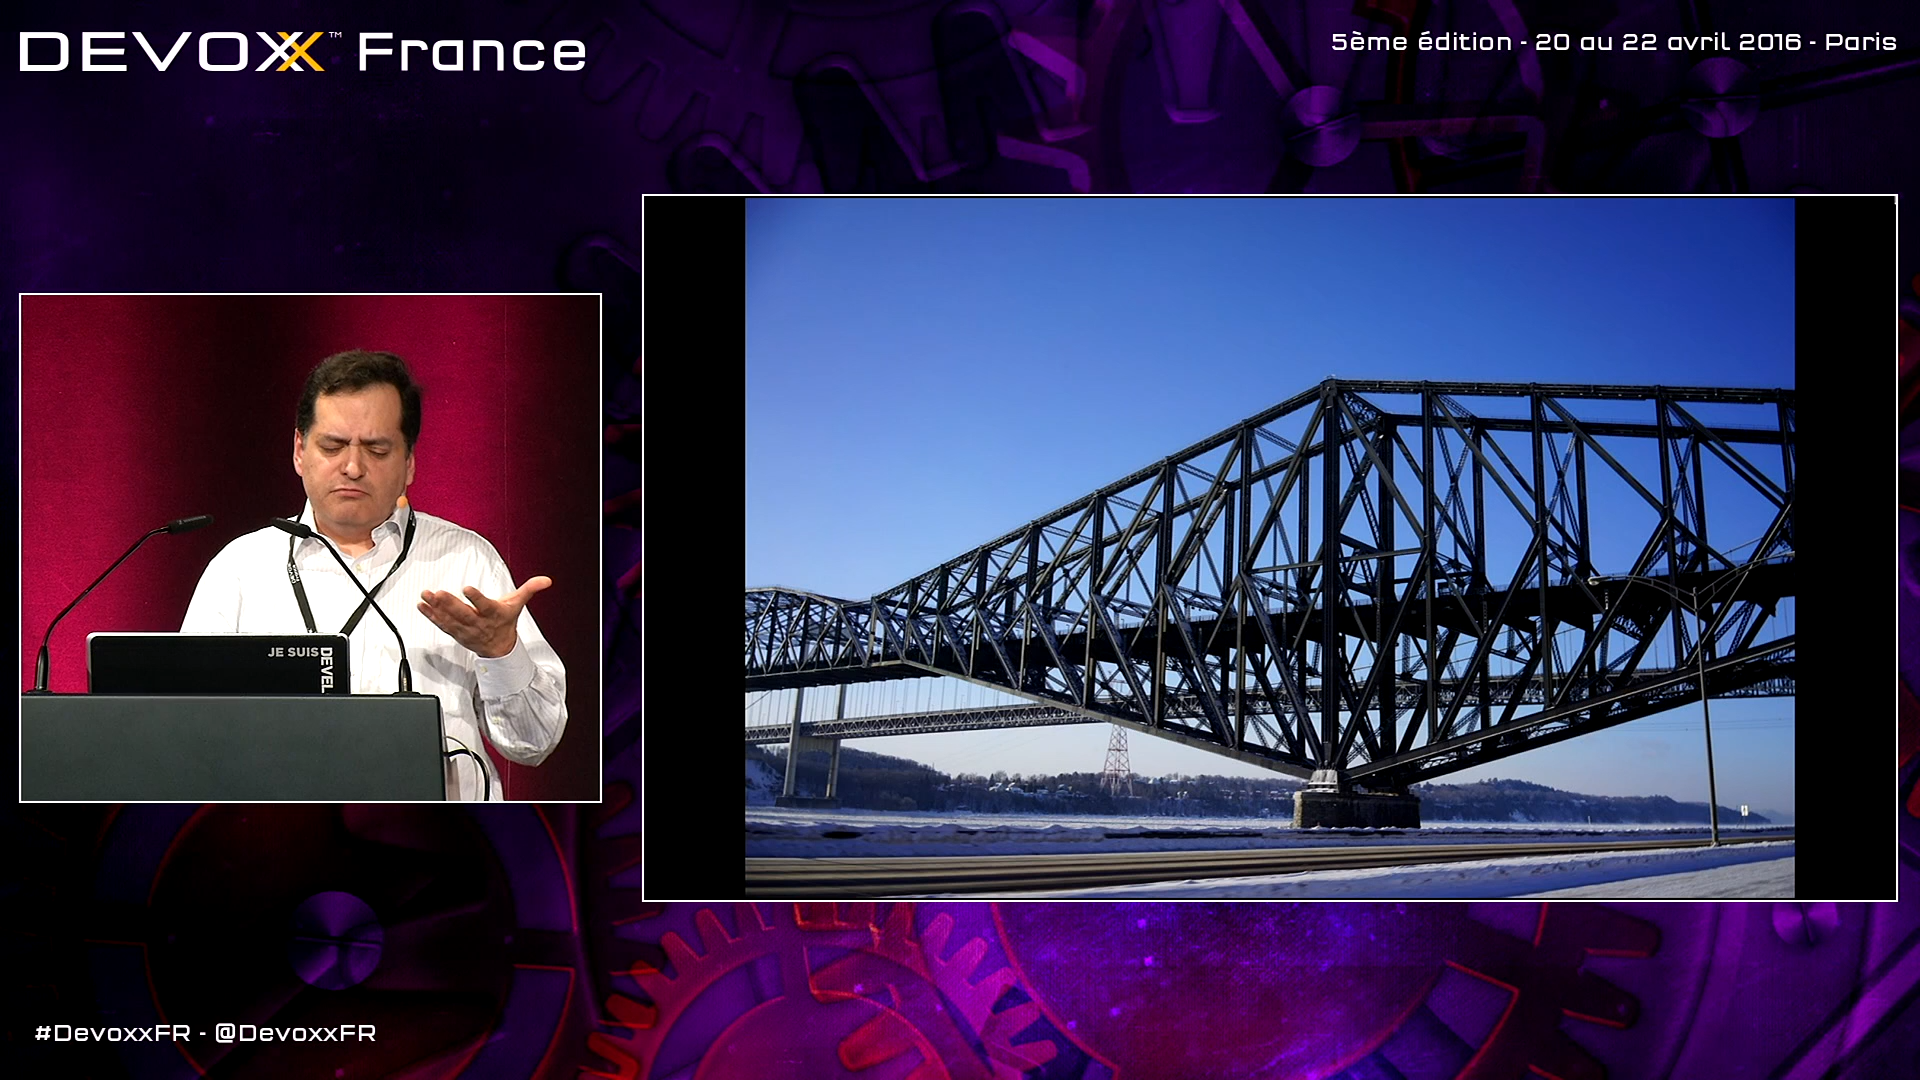 DEVOXX™ France
5ème édition - 20 au 22 avril 2016 - Paris
JE SUIS
DEVEL
#DevoxxFR - @DevoxxFR